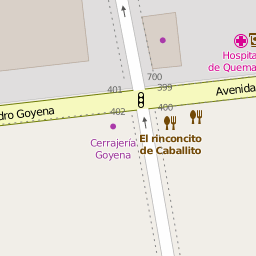 Hospita
de Quema
700
401
399
Avenida
dro Goyena
402
400
El rinconcito
de Caballito
Cerrajería
Goyena